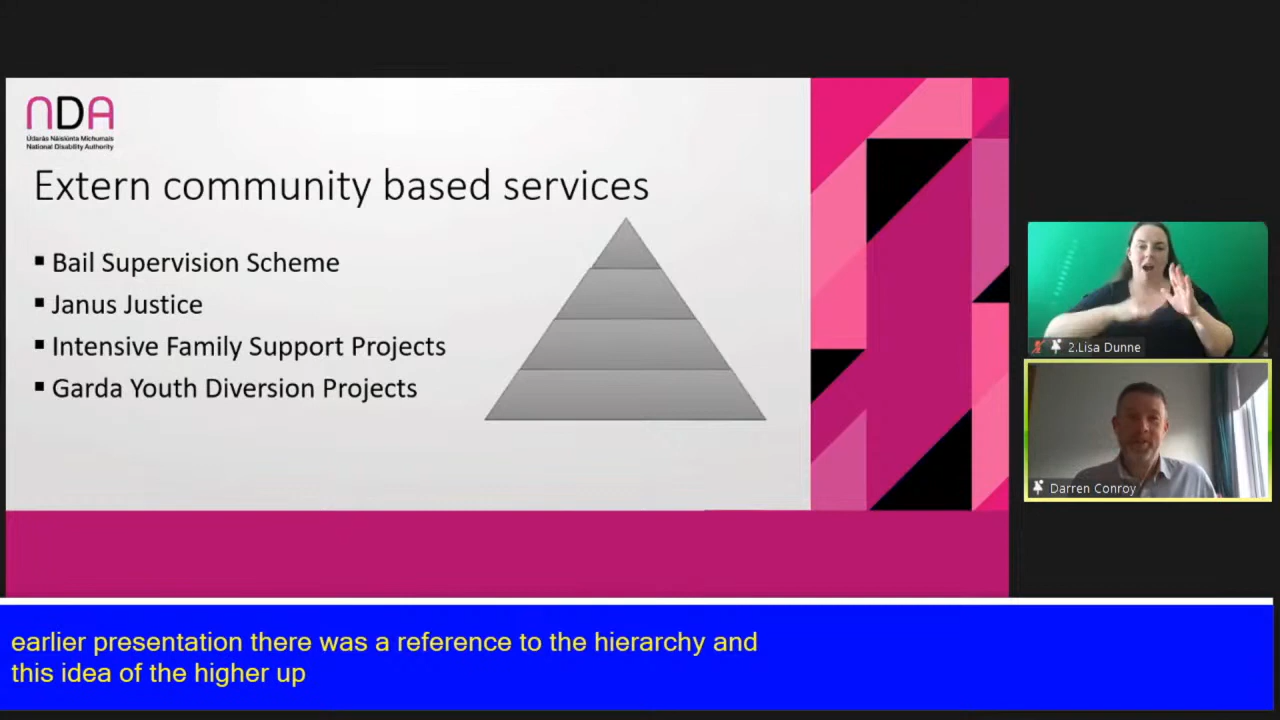 NDA
Údarás Náisiúnta Míchumais
National Disability Authority
Extern community based services
▪ Bail Supervision Scheme
▪ Janus Justice
▪ Intensive Family Support Projects
▪ Garda Youth Diversion Projects
2.Lisa Dunne
Darren Conroy
earlier presentation there was a reference to the hierarchy and
this idea of the higher up